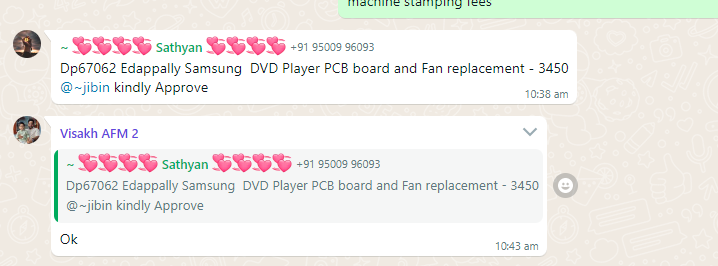 machine stamping fees
~ 💞💞💞💞 Sathyan 💞💞💞💞 +91 95009 96093
Dp67062 Edappally Samsung DVD Player PCB board and Fan replacement - 3450
@~jibin kindly Approve
10:38 am
Visakh AFM 2
~ 💞💞💞💞 Sathyan 💞💞💞💞 +91 95009 96093
Dp67062 Edappally Samsung DVD Player PCB board and Fan replacement - 3450
@~jibin kindly Approve
Ok
10:43 am